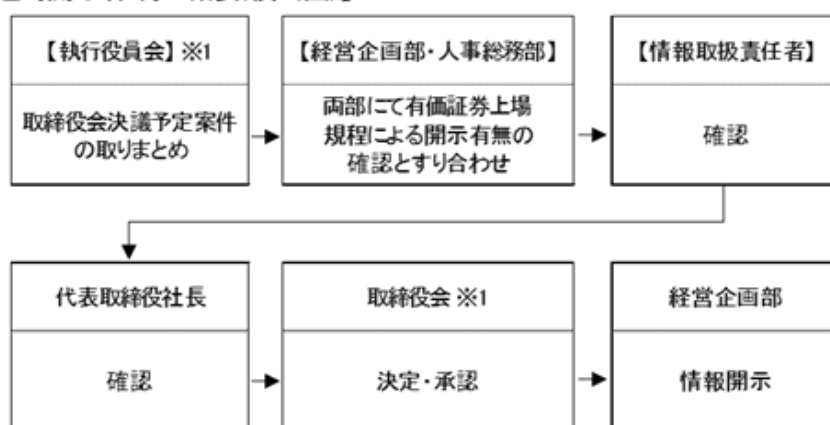 【執行役員会】※1
取締役会決議予定案件
の取りまとめ
【経営企画部・人事総務部】
両部にて有価証券上場
規程による開示有無の
確認とすり合わせ
【情報取扱責任者】
確認
代表取締役社長
確認
取締役会 ※1
決定・承認
経営企画部
情報開示